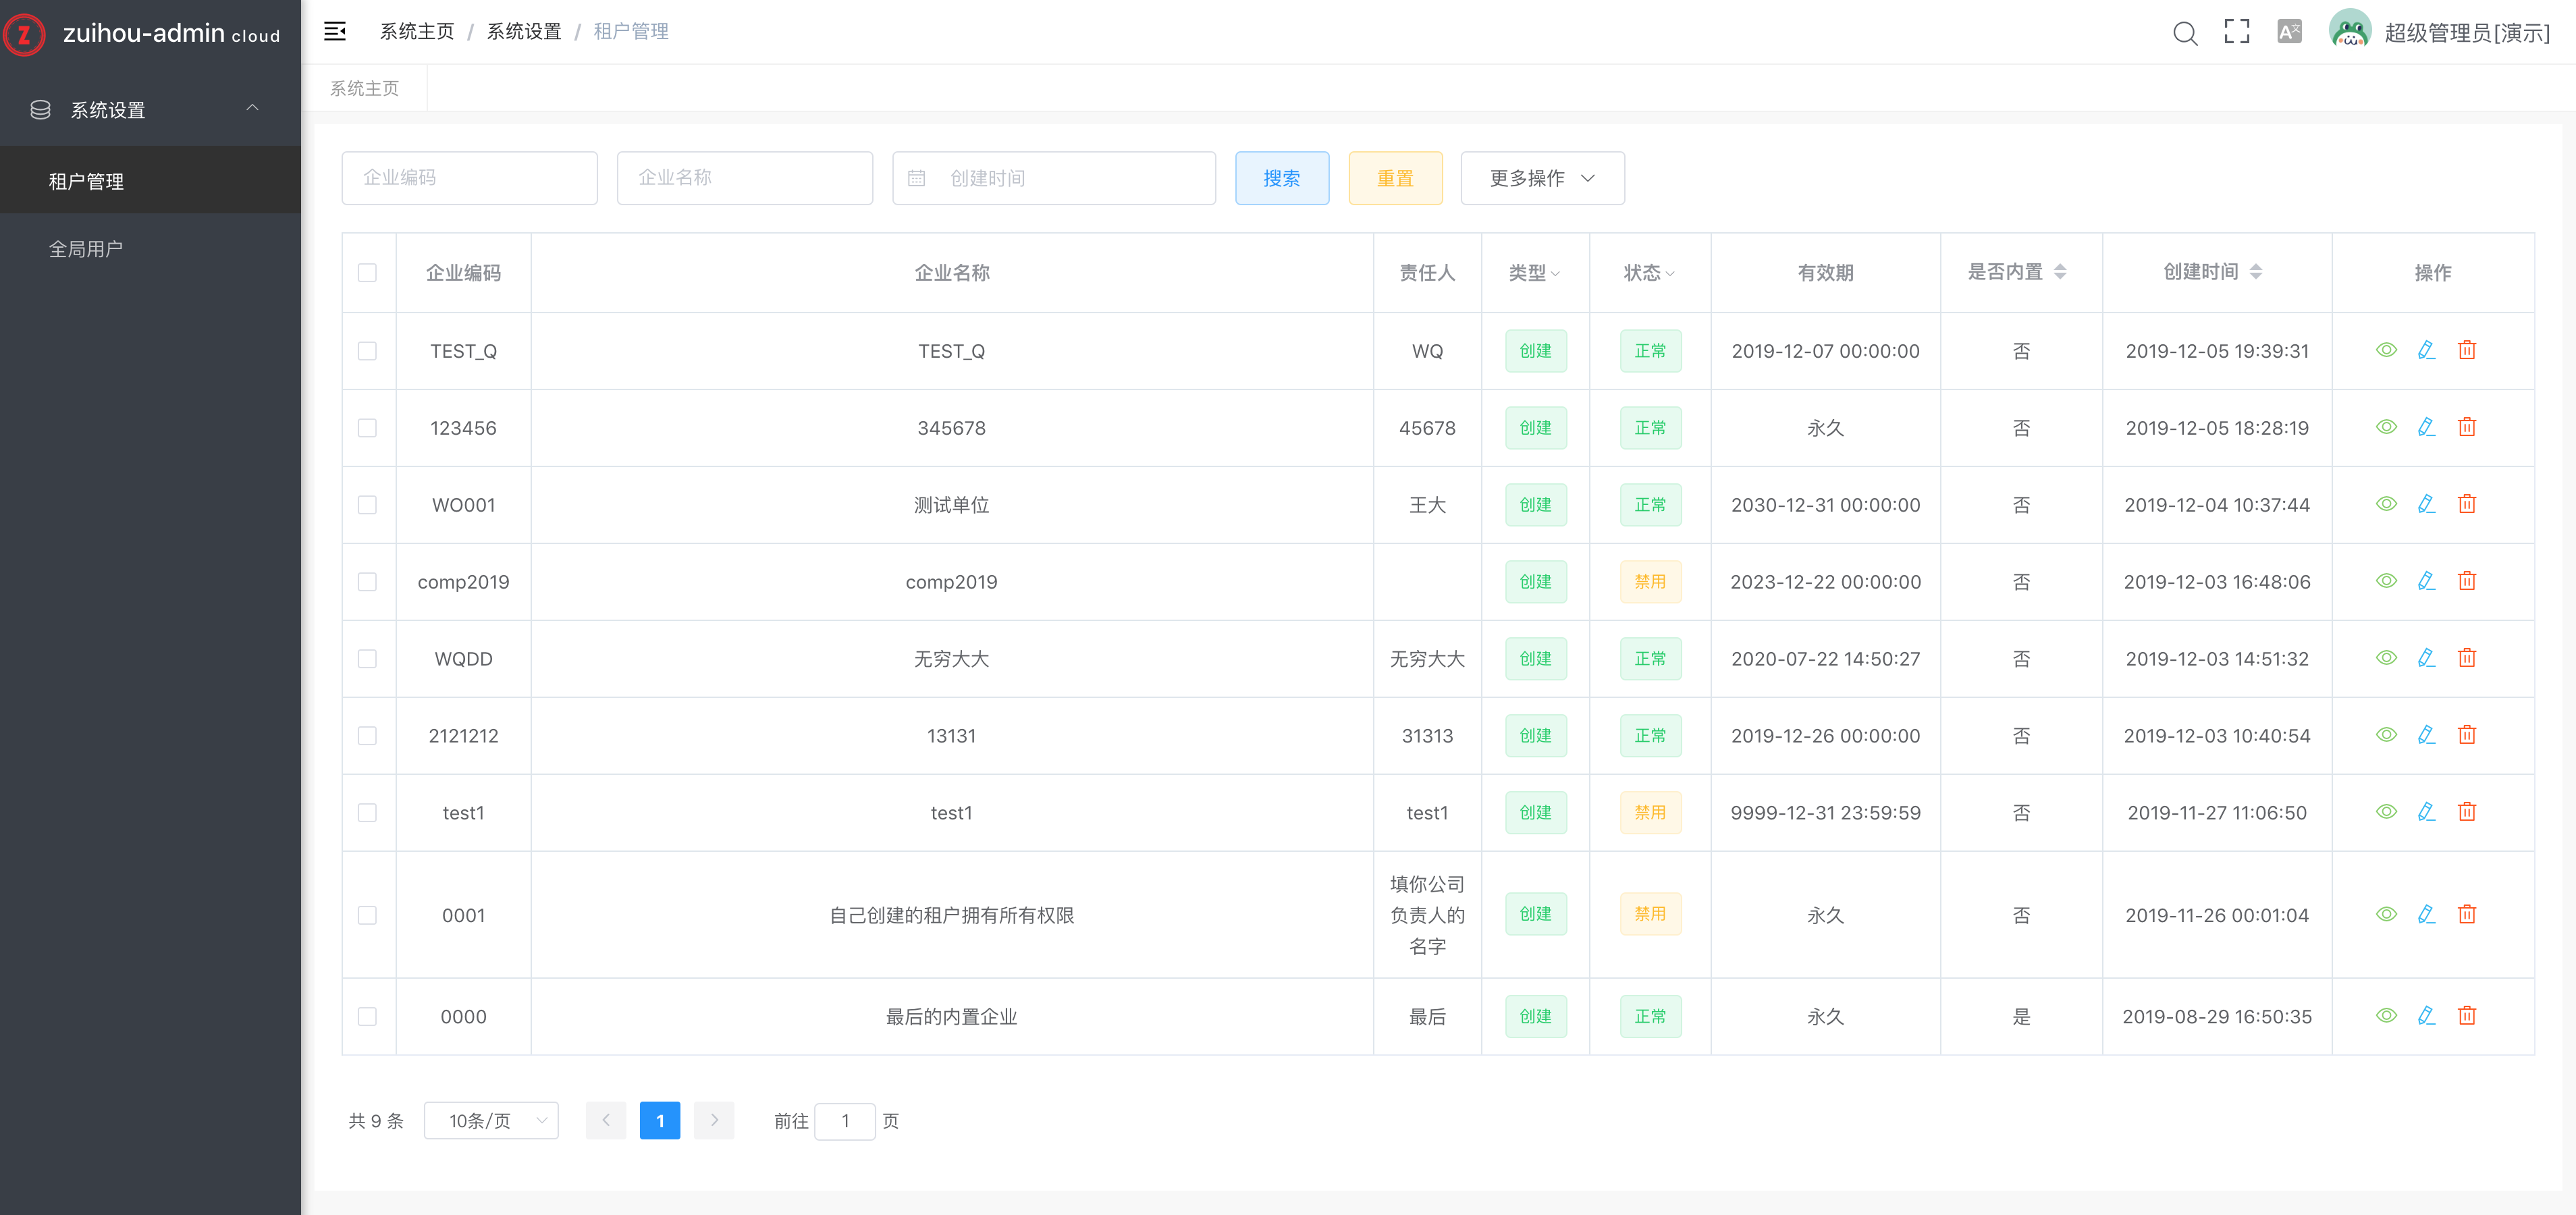 Z zuihou-admin cloud
系统设置
租户管理
全局用户
系统主页 / 系统设置 / 租户管理
超级管理员[演示]
系统主页
企业编码 企业名称 创建时间 搜索 重置 更多操作
企业编码 企业名称 责任人 类型 状态 有效期 是否内置 创建时间 操作
TEST_Q TEST_Q WQ 创建 正常 2019-12-07 00:00:00 否 2019-12-05 19:39:31
123456 345678 45678 创建 正常 永久 否 2019-12-05 18:28:19
WO001 测试单位 王大 创建 正常 2030-12-31 00:00:00 否 2019-12-04 10:37:44
comp2019 comp2019 创建 禁用 2023-12-22 00:00:00 否 2019-12-03 16:48:06
WQDD 无穷大大 无穷大大 创建 正常 2020-07-22 14:50:27 否 2019-12-03 14:51:32
2121212 13131 31313 创建 正常 2019-12-26 00:00:00 否 2019-12-03 10:40:54
test1 test1 test1 创建 禁用 9999-12-31 23:59:59 否 2019-11-27 11:06:50
0001 自己创建的租户拥有所有权限 填你公司
负责人的
名字 创建 禁用 永久 否 2019-11-26 00:01:04
0000 最后的内置企业 最后 创建 正常 永久 是 2019-08-29 16:50:35
共 9 条 10条/页 1 前往 1 页